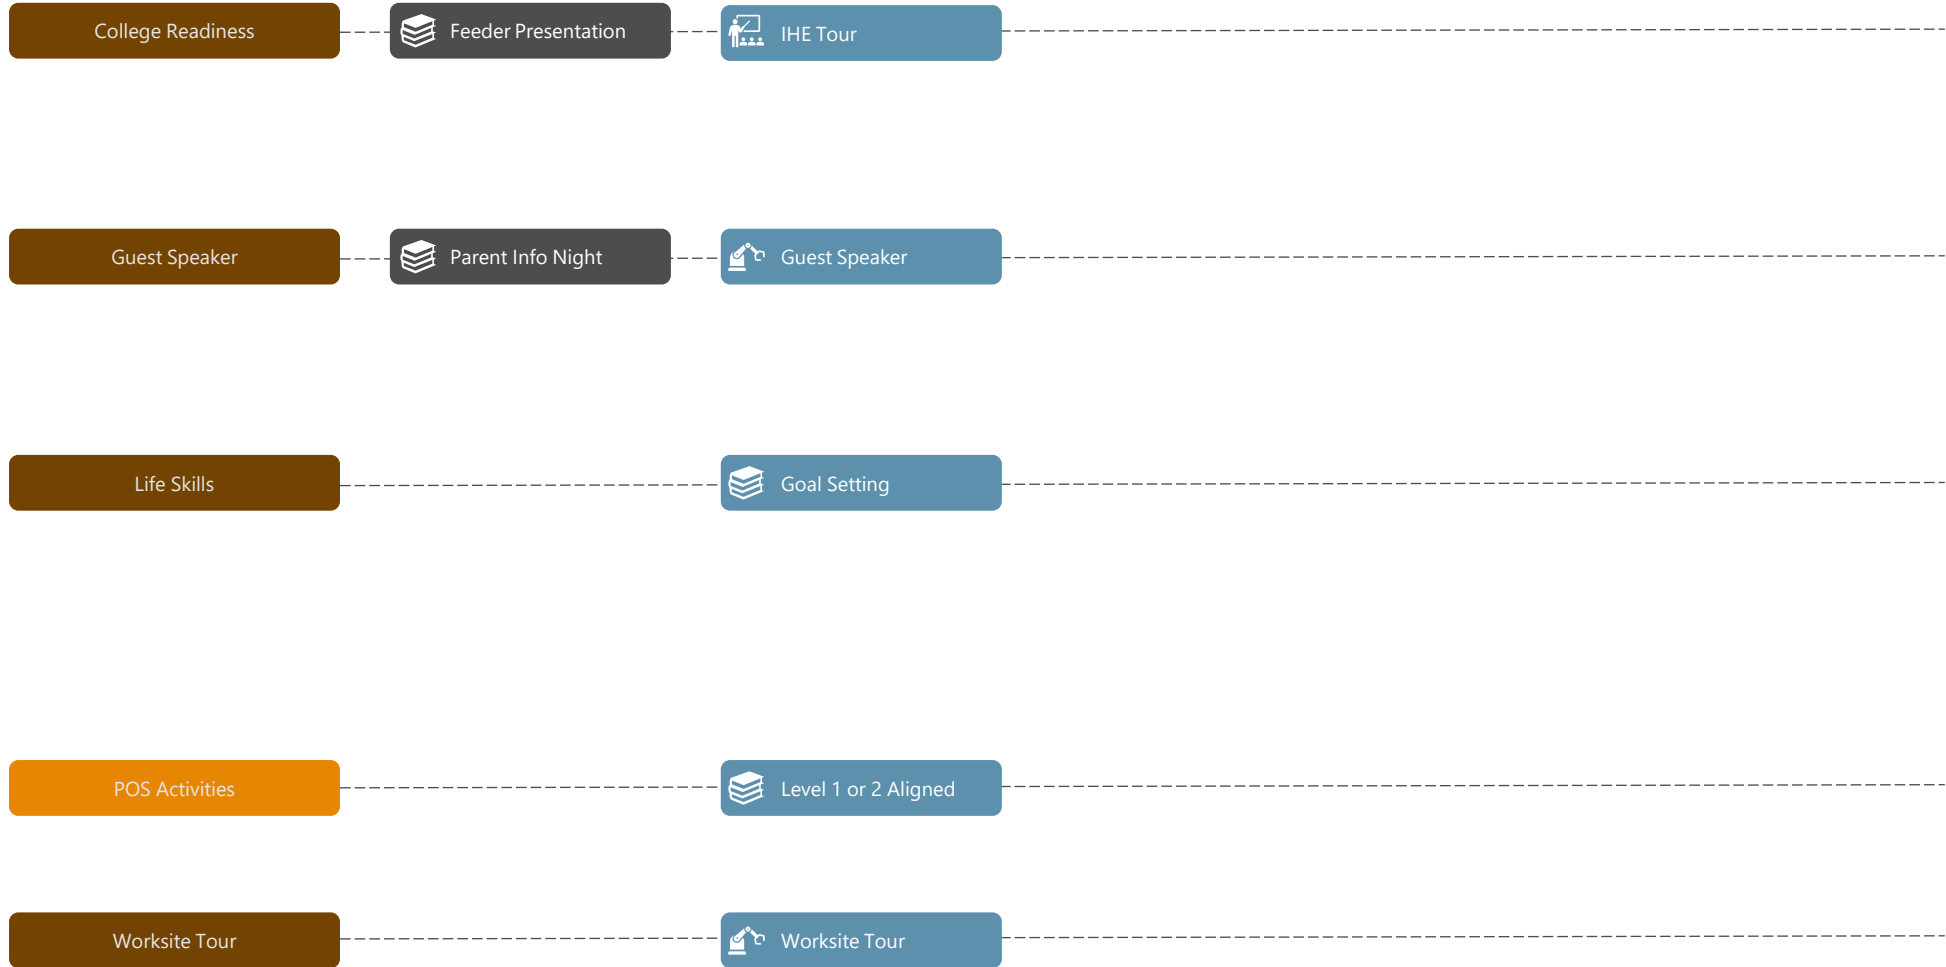 College Readiness
Feeder Presentation
IHE Tour
Guest Speaker
Parent Info Night
Guest Speaker
Life Skills
Goal Setting
POS Activities
Level 1 or 2 Aligned
Worksite Tour
Worksite Tour